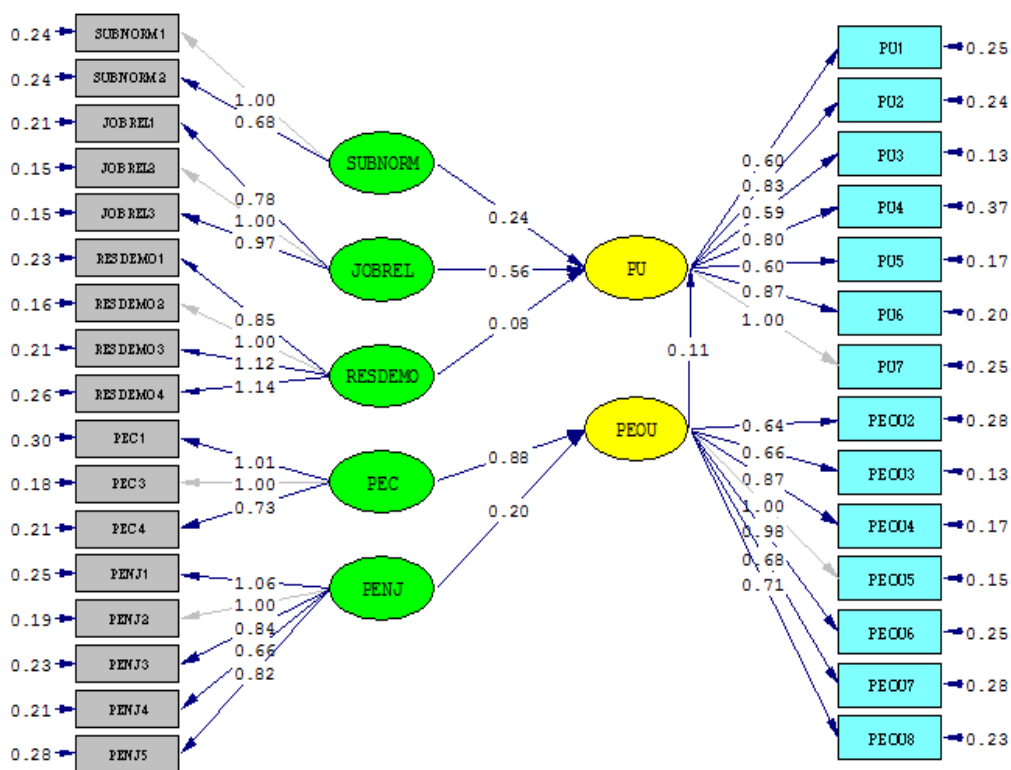 0.24 SUBNORM1
0.24 SUBNORM2
0.21 JOBREL1
0.15 JOBREL2
0.15 JOBREL3
0.23 RESDEMO1
0.16 RESDEMO2
0.21 RESDEMO3
0.26 RESDEMO4
0.30 PEC1
0.18 PEC3
0.21 PEC4
0.25 PENJ1
0.19 PENJ2
0.23 PENJ3
0.21 PENJ4
0.28 PENJ5
1.00
0.68
0.78
1.00
0.97
0.85
1.00
1.12
1.14
1.01
1.00
0.73
1.06
1.00
0.84
0.66
0.82
SUBNORM
JOBREL
RESDEMO
PEC
PENJ
0.24
0.56
0.08
0.88
0.20
PU
0.11
PEOU
0.60
0.83
0.59
0.80
0.60
0.87
1.00
0.64
0.66
0.87
1.00
0.98
0.68
0.71
PU1 0.25
PU2 0.24
PU3 0.13
PU4 0.37
PU5 0.17
PU6 0.20
PU7 0.25
PEOU2 0.28
PEOU3 0.13
PEOU4 0.17
PEOU5 0.15
PEOU6 0.25
PEOU7 0.28
PEOU8 0.23